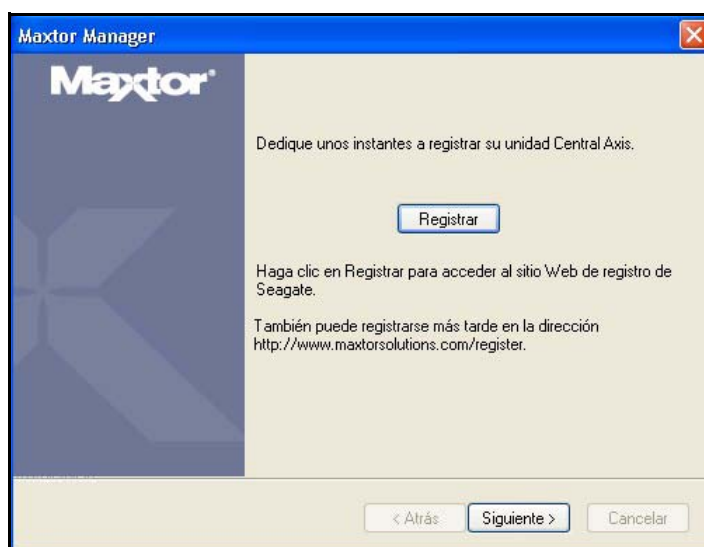 Maxtor Manager
Maxtor®
Dedique unos instantes a registrar su unidad Central Axis.
Registrar
Haga clic en Registrar para acceder al sitio Web de registro de
Seagate.
También puede registrarse más tarde en la dirección
http://www.maxtorsolutions.com/register.
< Atrás
Siguiente >
Cancelar